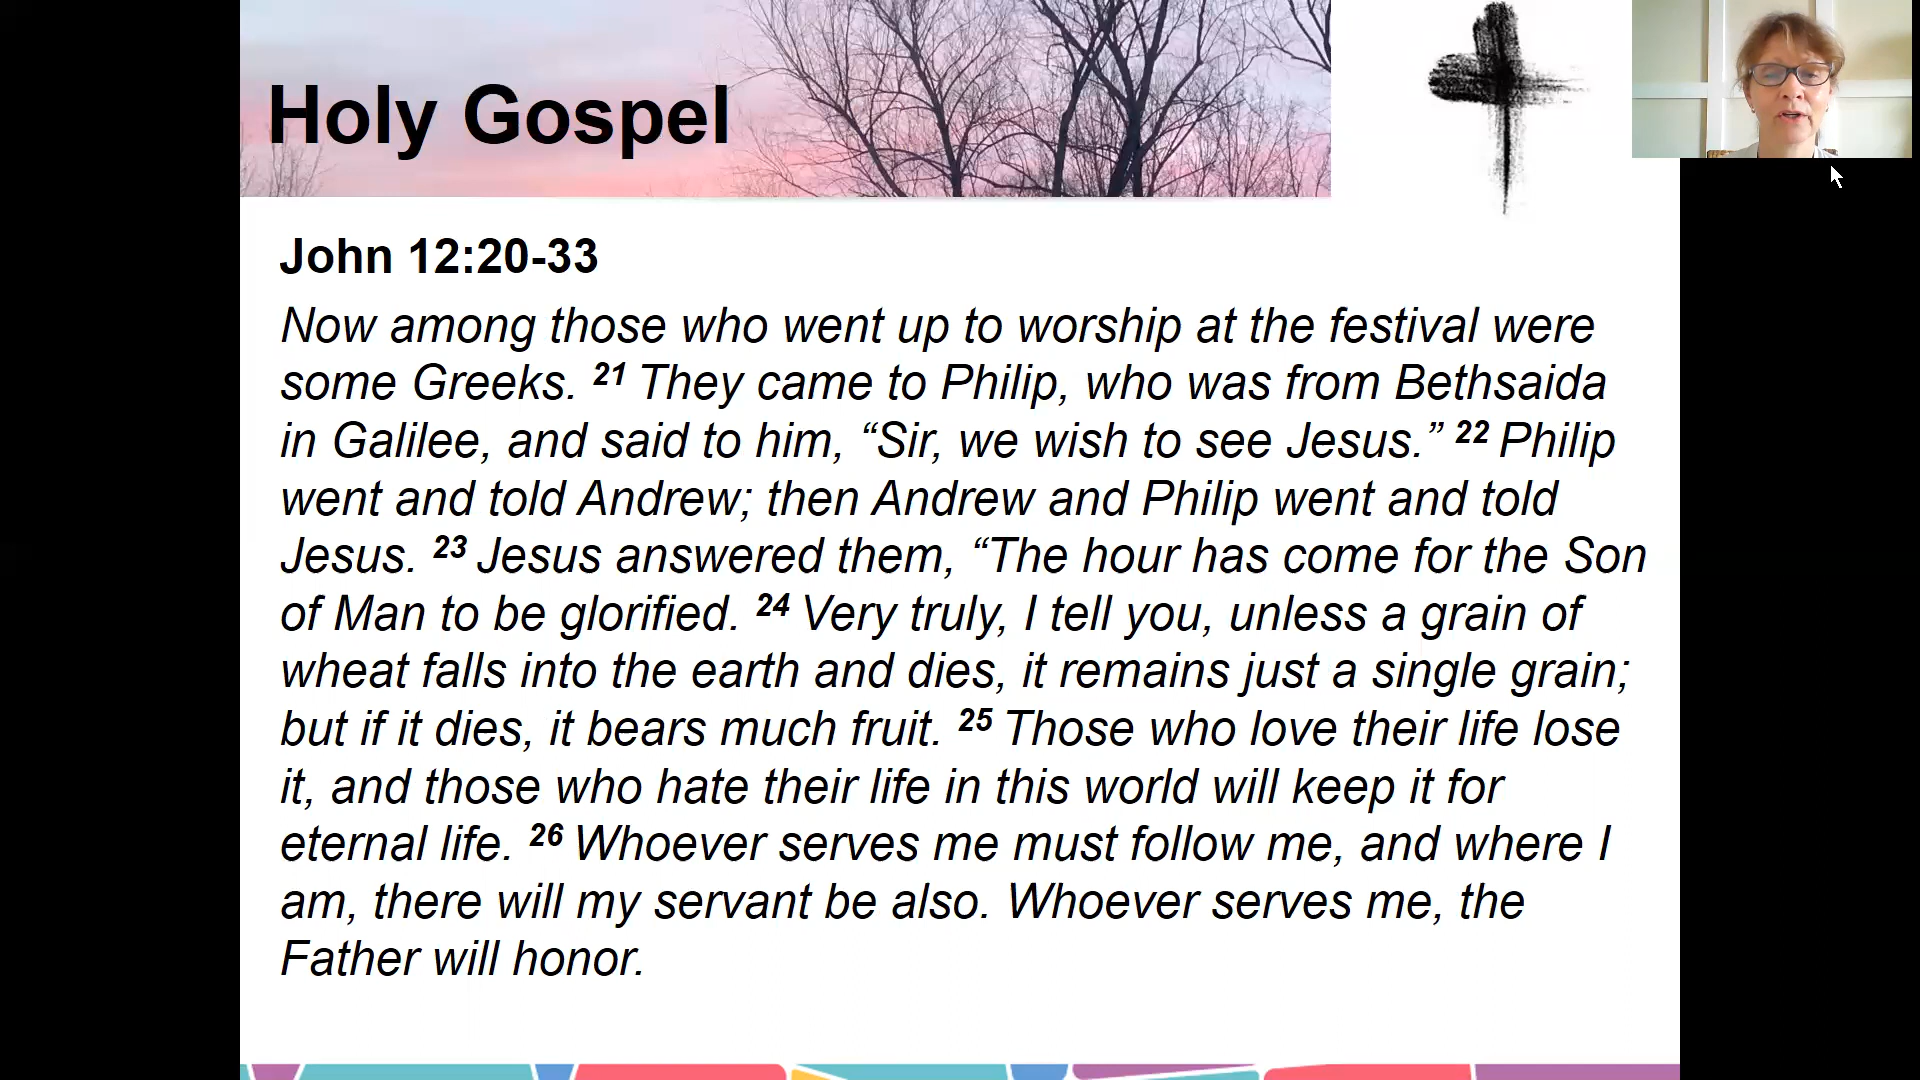 Holy Gospel
John 12:20-33
Now among those who went up to worship at the festival were
some Greeks. 21 They came to Philip, who was from Bethsaida
in Galilee, and said to him, “Sir, we wish to see Jesus.” 22 Philip
went and told Andrew; then Andrew and Philip went and told
Jesus. 23 Jesus answered them, “The hour has come for the Son
of Man to be glorified. 24 Very truly, I tell you, unless a grain of
wheat falls into the earth and dies, it remains just a single grain;
but if it dies, it bears much fruit. 25 Those who love their life lose
it, and those who hate their life in this world will keep it for
eternal life. 26 Whoever serves me must follow me, and where I
am, there will my servant be also. Whoever serves me, the
Father will honor.